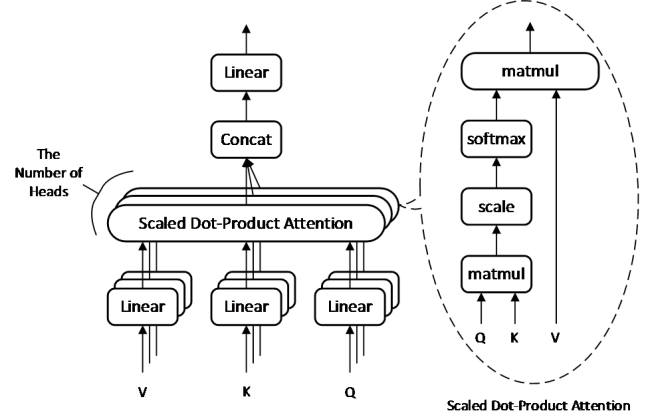 Linear
Concat
The
Number of
Heads
Scaled Dot-Product Attention
Linear
Linear
Linear
V
K
Q
matmul
softmax
scale
matmul
Q
K
V
Scaled Dot-Product Attention